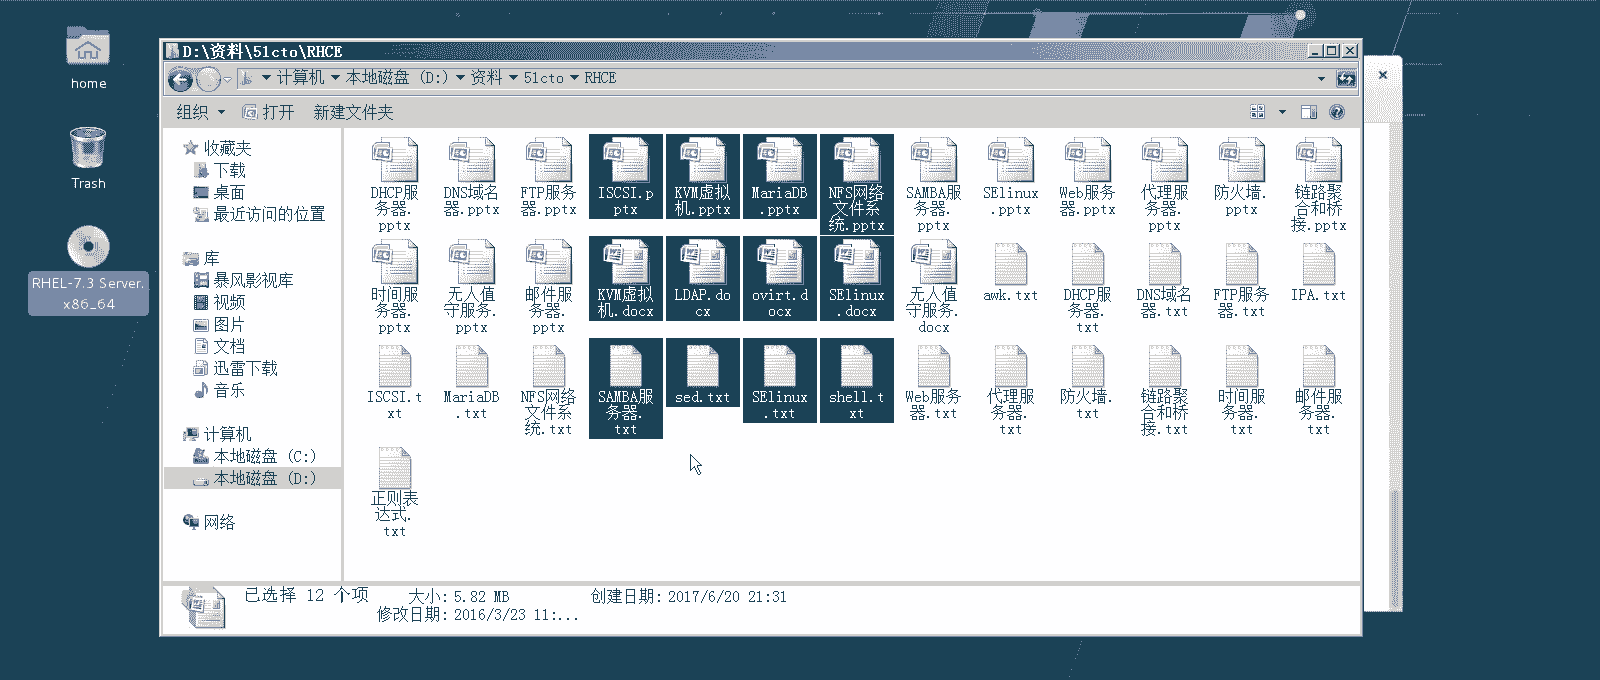 home
Trash
RHEL-7.3 Server.
x86_64
D:\资料\51cto\RHCE
计算机 本地磁盘 (D:) 资料 51cto RHCE
组织 打开 新建文件夹
收藏夹
下载
桌面
最近访问的位置
库
暴风影视库
视频
图片
文档
迅雷下载
音乐
计算机
本地磁盘 (C:)
本地磁盘 (D:)
网络
DHCP服
务器.
pptx
DNS域名
器.pptx
FTP服务
器.pptx
ISCSI.p
ptx
KVM虚拟
机.pptx
MariaDB
.pptx
NFS网络
文件系
统.pptx
SAMBA服
务器.
pptx
SElinux
.pptx
Web服务
器.pptx
代理服
务器.
pptx
防火墙.
pptx
链路聚
合和桥
接.pptx
时间服
务器.
pptx
无人值
守服务.
pptx
邮件服
务器.
pptx
KVM虚拟
机.docx
LDAP.do
cx
ovirt.d
ocx
SElinux
.docx
无人值
守服务.
docx
awk.txt
DHCP服
务器.
txt
DNS域名
器.txt
FTP服务
器.txt
IPA.txt
ISCSI.t
xt
MariaDB
.txt
NFS网络
文件系
统.txt
SAMBA服
务器.
txt
sed.txt
SElinux
.txt
shell.t
xt
Web服务
器.txt
代理服
务器.
txt
防火墙.
txt
链路聚
合和桥
接.txt
时间服
务器.
txt
邮件服
务器.
txt
正则表
达式.
txt
已选择 12 个项 大小: 5.82 MB 创建日期: 2017/6/20 21:31
修改日期: 2016/3/23 11:...